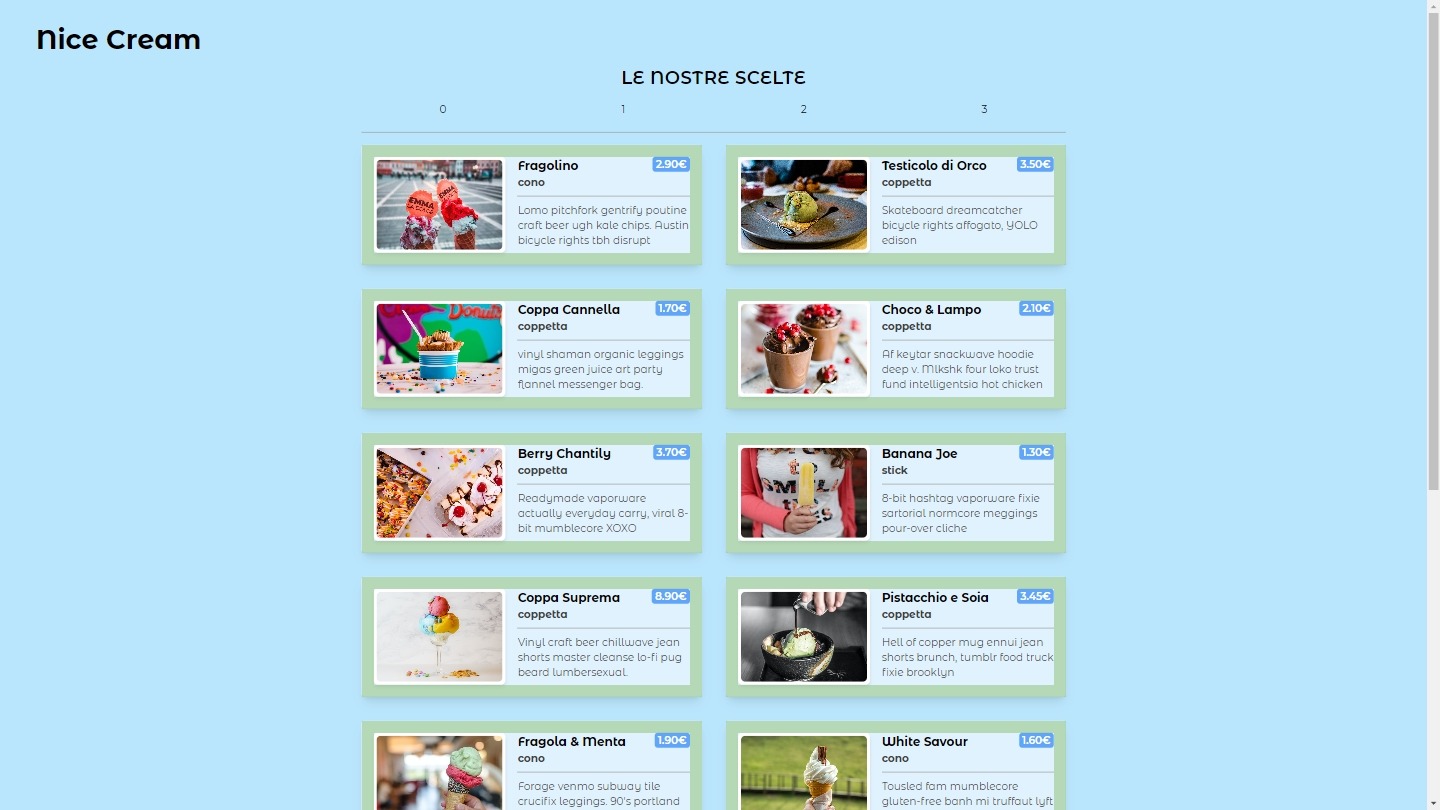 Nice Cream
LE NOSTRE SCELTE
0 1 2 3
Fragolino 2.90€
cono
Lomo pitchfork gentrify poutine
craft beer ugh kale chips. Austin
bicycle rights tbh disrupt
EMMA
EMMA
Testicolo di Orco 3.50€
coppetta
Skateboard dreamcatcher
bicycle rights affogato, YOLO
edison
Coppa Cannella 1.70€
coppetta
vinyl shaman organic leggings
migas green juice art party
flannel messenger bag.
Choco & Lampo 2.10€
coppetta
Af keytar snackwave hoodie
deep v. Mlkshk four loko trust
fund intelligentsia hot chicken
Berry Chantily 3.70€
coppetta
Readymade vaporware
actually everyday carry, viral 8-
bit mumblecore XOXO
Banana Joe 1.30€
stick
8-bit hashtag vaporware fixie
sartorial normcore meggings
pour-over cliche
Coppa Suprema 8.90€
coppetta
Vinyl craft beer chillwave jean
shorts master cleanse lo-fi pug
beard lumbersexual.
Pistacchio e Soia 3.45€
coppetta
Hell of copper mug ennui jean
shorts brunch, tumblr food truck
fixie brooklyn
Fragola & Menta 1.90€
cono
Forage venmo subway tile
crucifix leggings. 90's portland
White Savour 1.60€
cono
Tousled fam mumblecore
gluten-free banh mi truffaut lyft